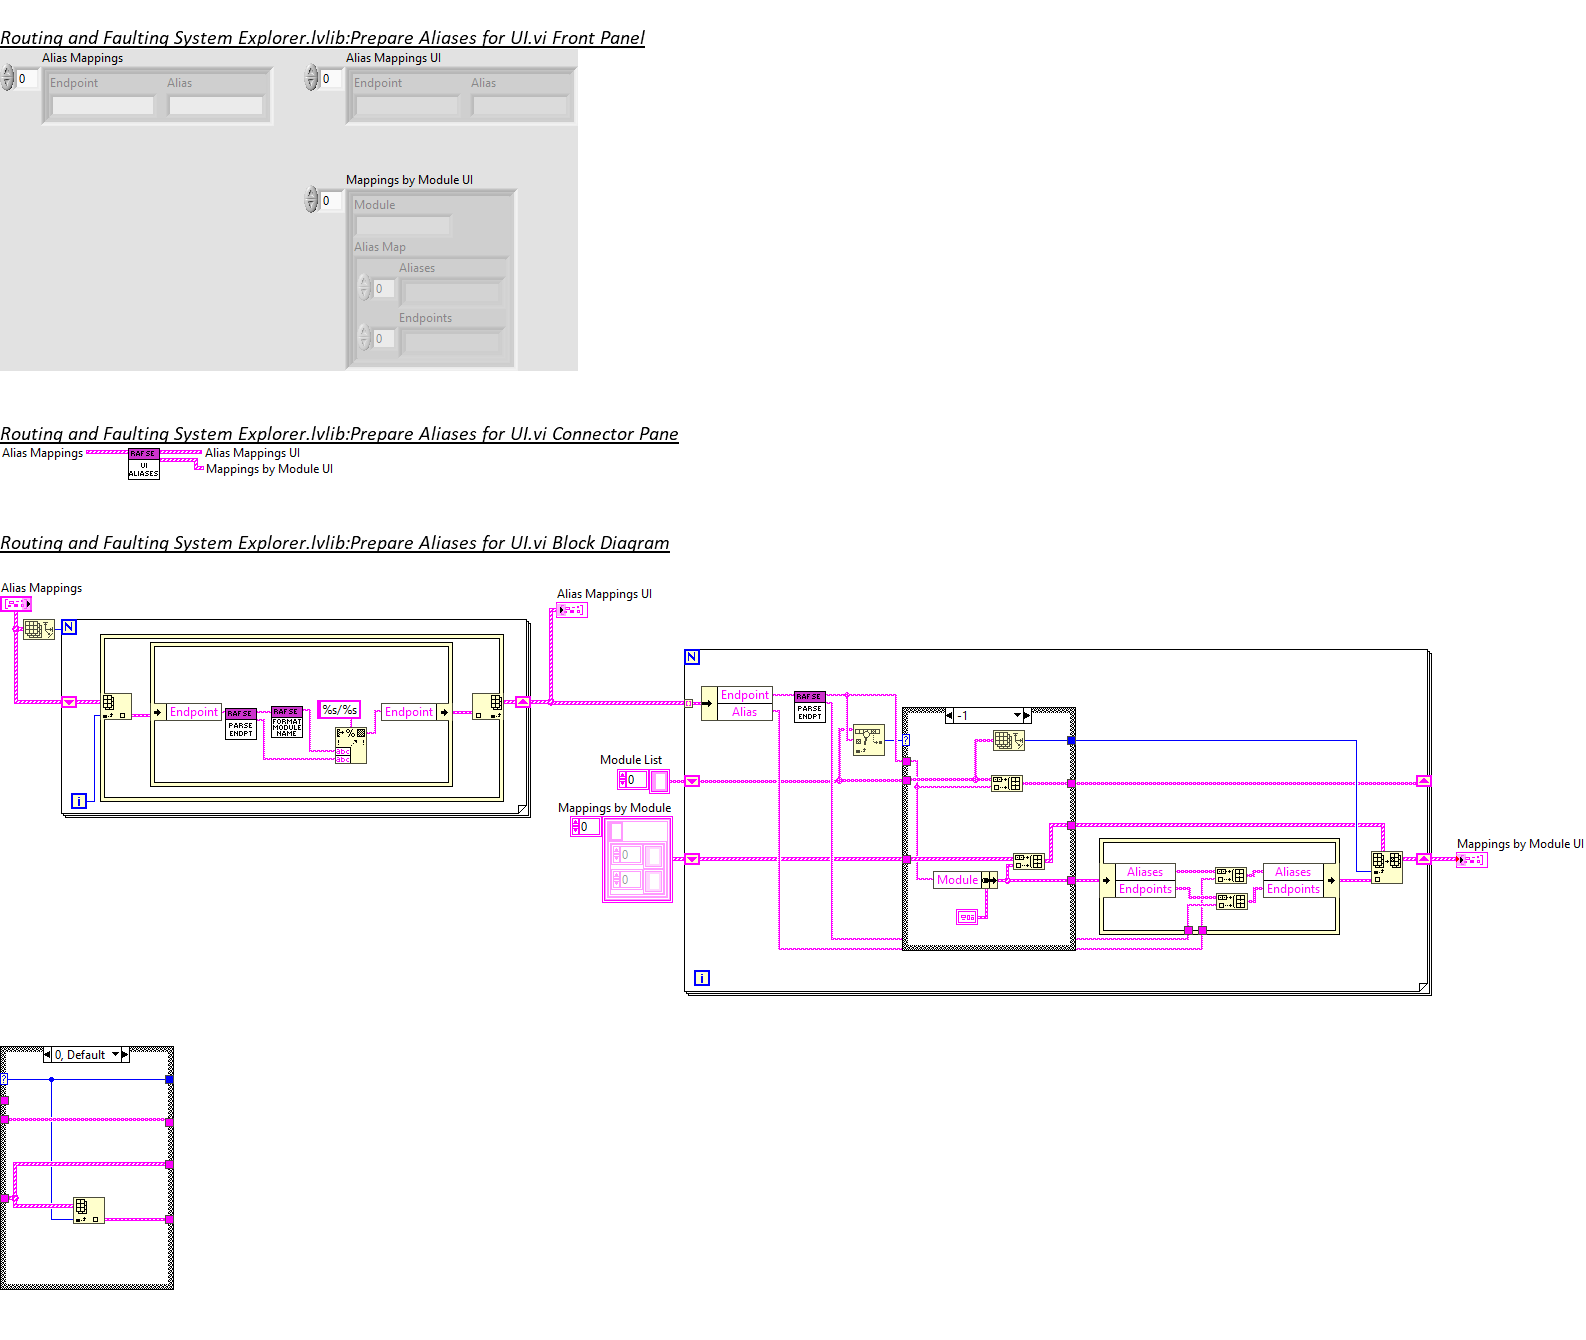 Routing and Faulting System Explorer.lvlib:Prepare Aliases for UI.vi Front Panel
Alias Mappings
Alias Mappings UI
0
Endpoint
Alias
0
Endpoint
Alias
Mappings by Module UI
0
Module
Alias Map
Aliases
0
Endpoints
0
Routing and Faulting System Explorer.lvlib:Prepare Aliases for UI.vi Connector Pane
Alias Mappings
RAF SE
UI
ALIASES
Alias Mappings UI
Mappings by Module UI
Routing and Faulting System Explorer.lvlib:Prepare Aliases for UI.vi Block Diagram
Alias Mappings
N
Endpoint
RAF SE
PARSE
ENDPT
RAF SE
FORMAT
MODULE
NAME
%s/%s
abc
abc
Endpoint
i
Alias Mappings UI
N
Endpoint
Alias
RAF SE
PARSE
ENDPT
Module List
0
Mappings by Module
0
0
0
?
-1
Module
Aliases
Endpoints
Aliases
Endpoints
Mappings by Module UI
i
0, Default
?